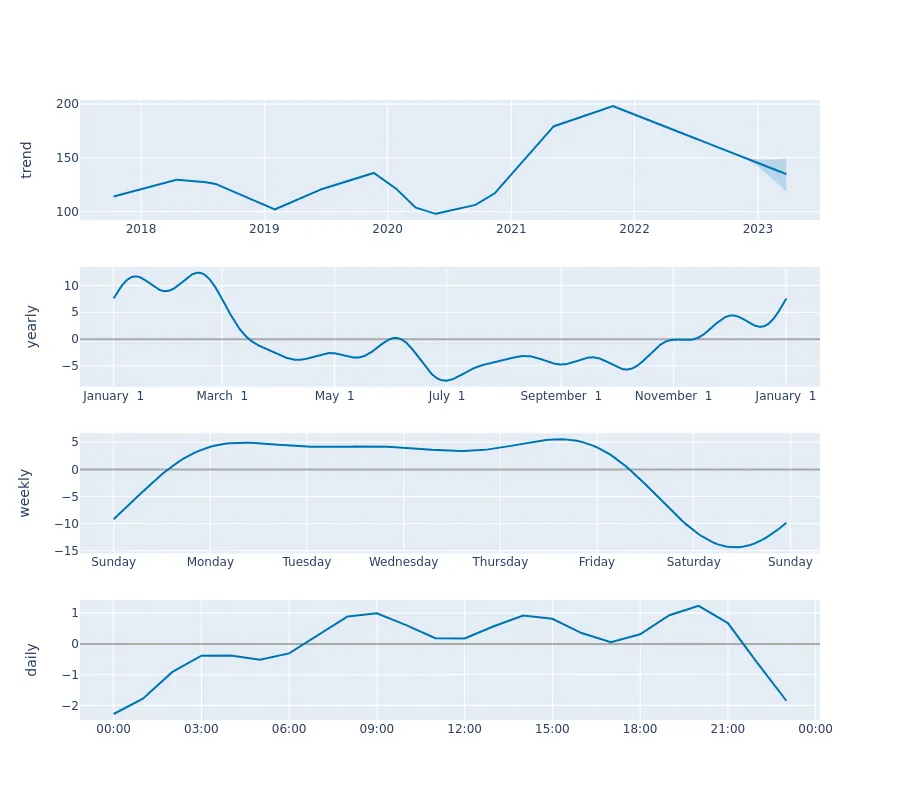 trend
200
150
100
2018 2019 2020 2021 2022 2023
yearly
10
5
0
−5
January 1 March 1 May 1 July 1 September 1 November 1 January 1
weekly
5
0
−5
−10
−15
Sunday Monday Tuesday Wednesday Thursday Friday Saturday Sunday
daily
1
0
−1
−2
00:00 03:00 06:00 09:00 12:00 15:00 18:00 21:00 00:00